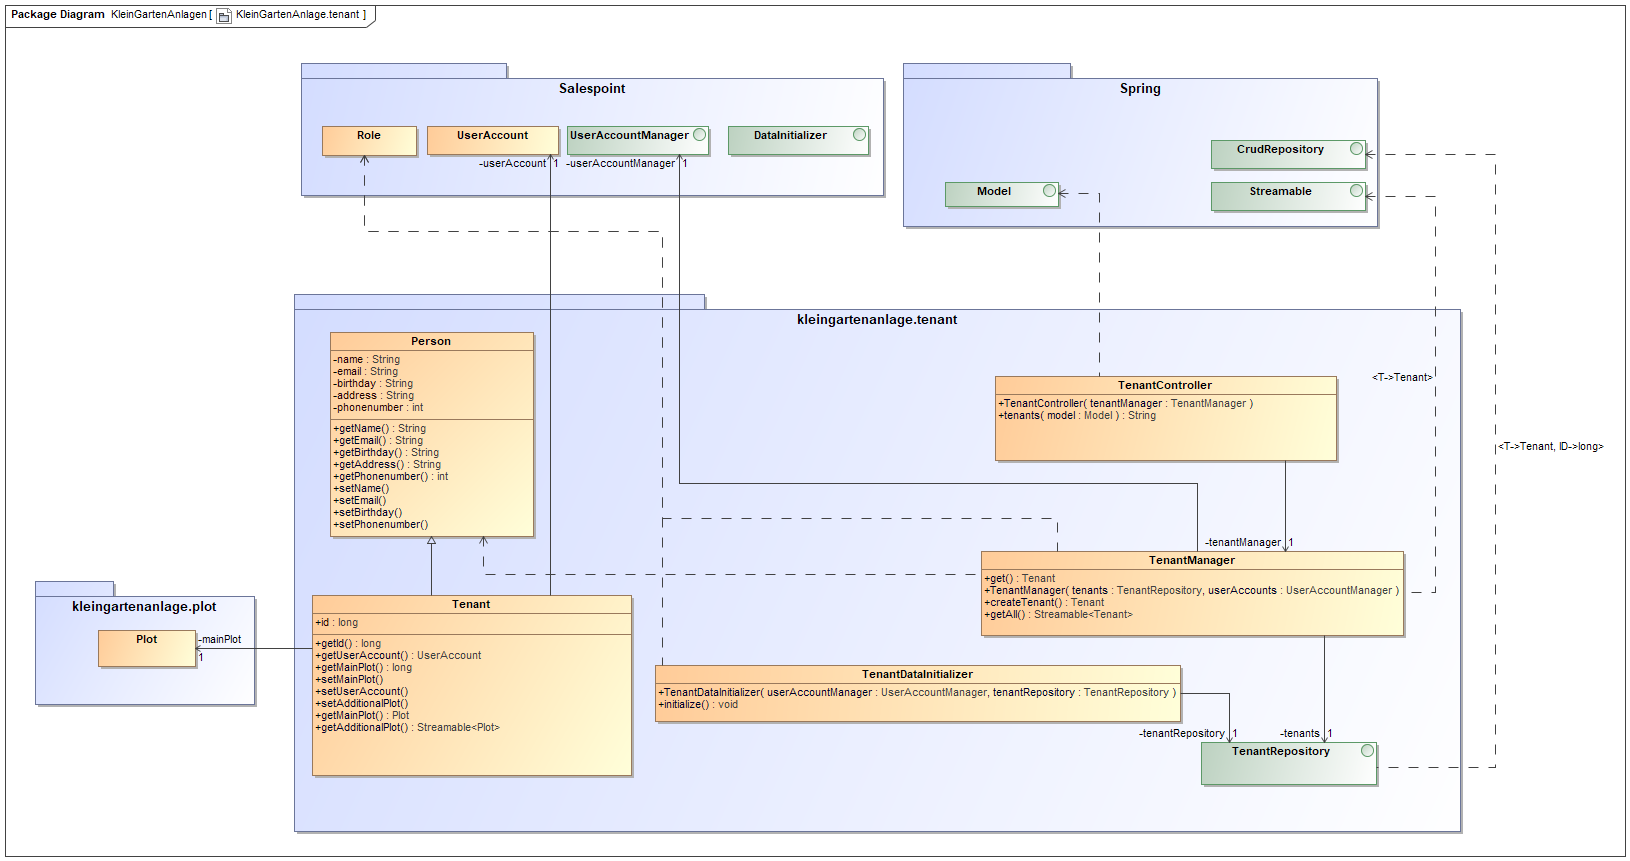 Package Diagram KleinGartenAnlagen [ KleinGartenAnlage.tenant ]
Salespoint
Role
UserAccount
UserAccountManager
DataInitializer
-userAccount 1
-userAccountManager 1
Spring
CrudRepository
Model
Streamable
kleingartenanlage.tenant
Person
-name : String
-email : String
-birthday : String
-address : String
-phonenumber : int
+getName() : String
+getEmail() : String
+getBirthday() : String
+getAddress() : String
+getPhonenumber() : int
+setName()
+setEmail()
+setBirthday()
+setPhonenumber()
TenantController
+TenantController( tenantManager : TenantManager )
+tenants( model : Model ) : String
<T->Tenant>
<T->Tenant, ID->long>
-tenantManager 1
TenantManager
+get() : Tenant
+TenantManager( tenants : TenantRepository, userAccounts : UserAccountManager )
+createTenant() : Tenant
+getAll() : Streamable<Tenant>
kleingartenanlage.plot
Plot
-mainPlot
1
Tenant
+id : long
+getId() : long
+getUserAccount() : UserAccount
+getMainPlot() : long
+setMainPlot()
+setUserAccount()
+setAdditionalPlot()
+getMainPlot() : Plot
+getAdditionalPlot() : Streamable<Plot>
TenantDataInitializer
+TenantDataInitializer( userAccountManager : UserAccountManager, tenantRepository : TenantRepository )
+initialize() : void
-tenantRepository 1
-tenants 1
TenantRepository